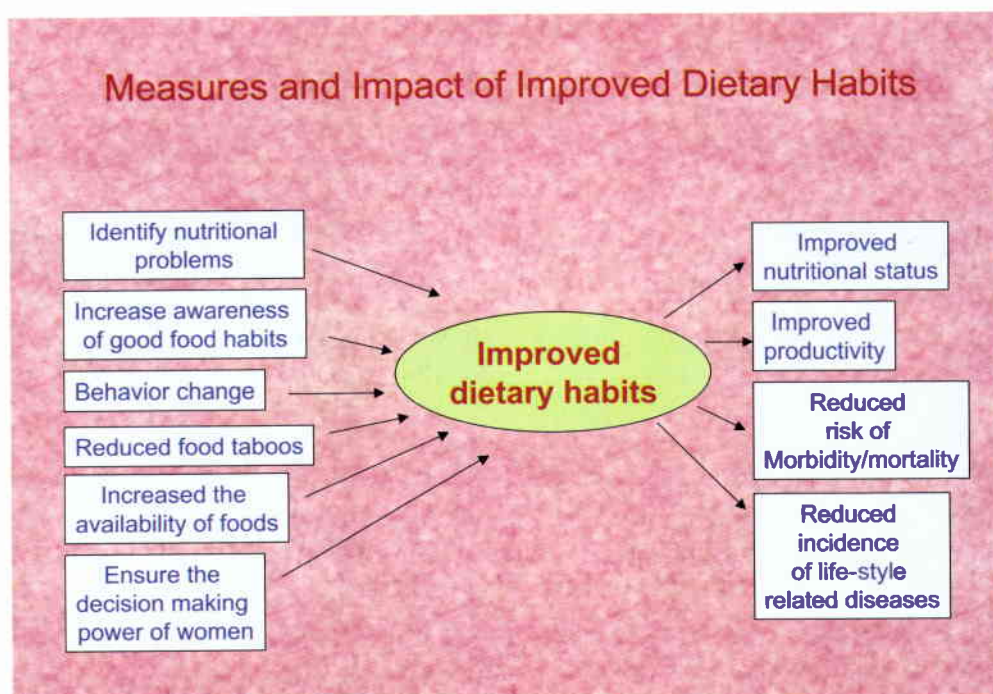 Measures and Impact of Improved Dietary Habits
Identify nutritional
problems
Increase awareness
of good food habits
Behavior change
Reduced food taboos
Increased the
availability of foods
Ensure the
decision making
power of women
Improved
dietary habits
Improved
nutritional status
Improved
productivity
Reduced
risk of
Morbidity/mortality
Reduced
incidence
of life-style
related diseases